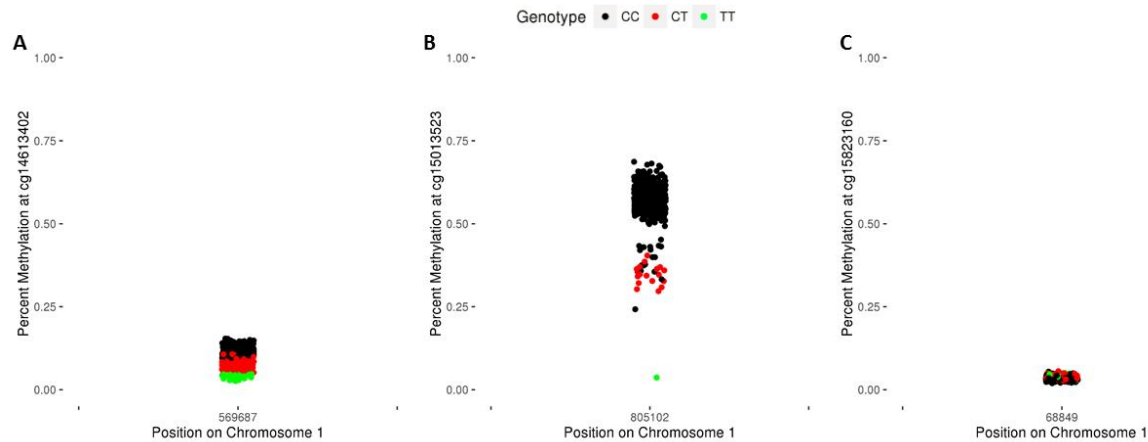 Genotype CC CT TT
A
1.00
0.75
0.50
0.25
0.00
Percent Methylation at cg14613402
569687
Position on Chromosome 1
B
1.00
0.75
0.50
0.25
0.00
Percent Methylation at cg15013523
805102
Position on Chromosome 1
C
1.00
0.75
0.50
0.25
0.00
Percent Methylation at cg15823160
68849
Position on Chromosome 1